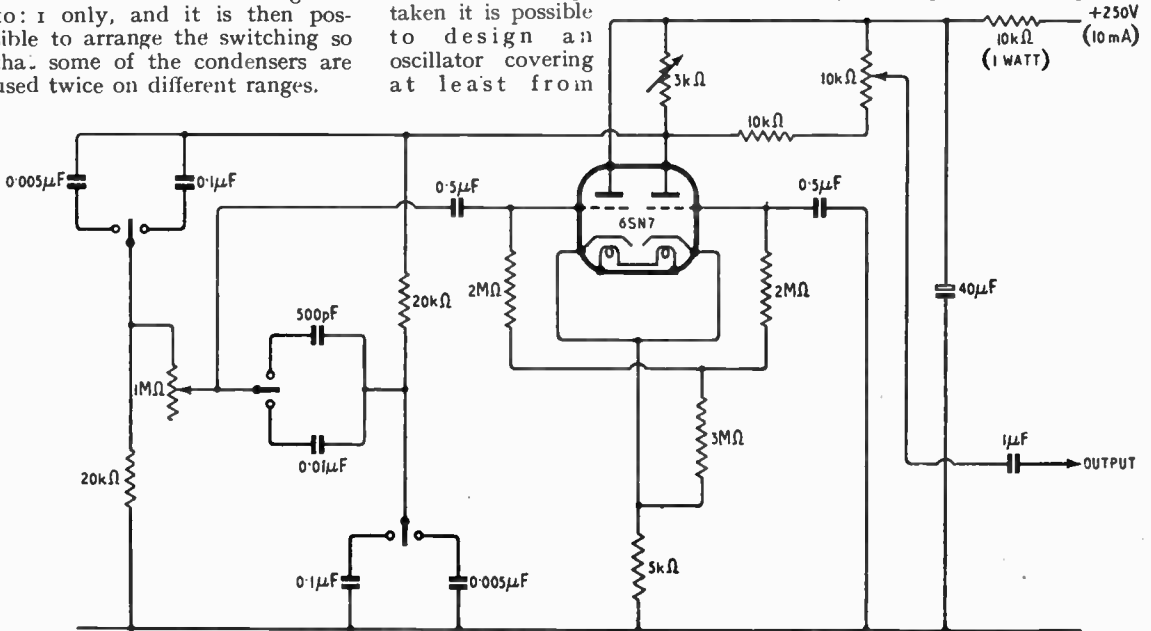 to: 1 only, and it is then pos-
sible to arrange the switching so
tha. some of the condensers are
used twice on different ranges.
taken it is possible
to design an
oscillator covering
at least from
+250V
(10mA)
10kΩ
(1 WATT)
3kΩ
10kΩ
10kΩ
0·005μF
0·1μF
0·5μF
6SN7
0·5μF
20kΩ
2MΩ
2MΩ
40μF
500pF
1MΩ
0·01μF
3MΩ
1μF
OUTPUT
20kΩ
0·1μF
0·005μF
5kΩ